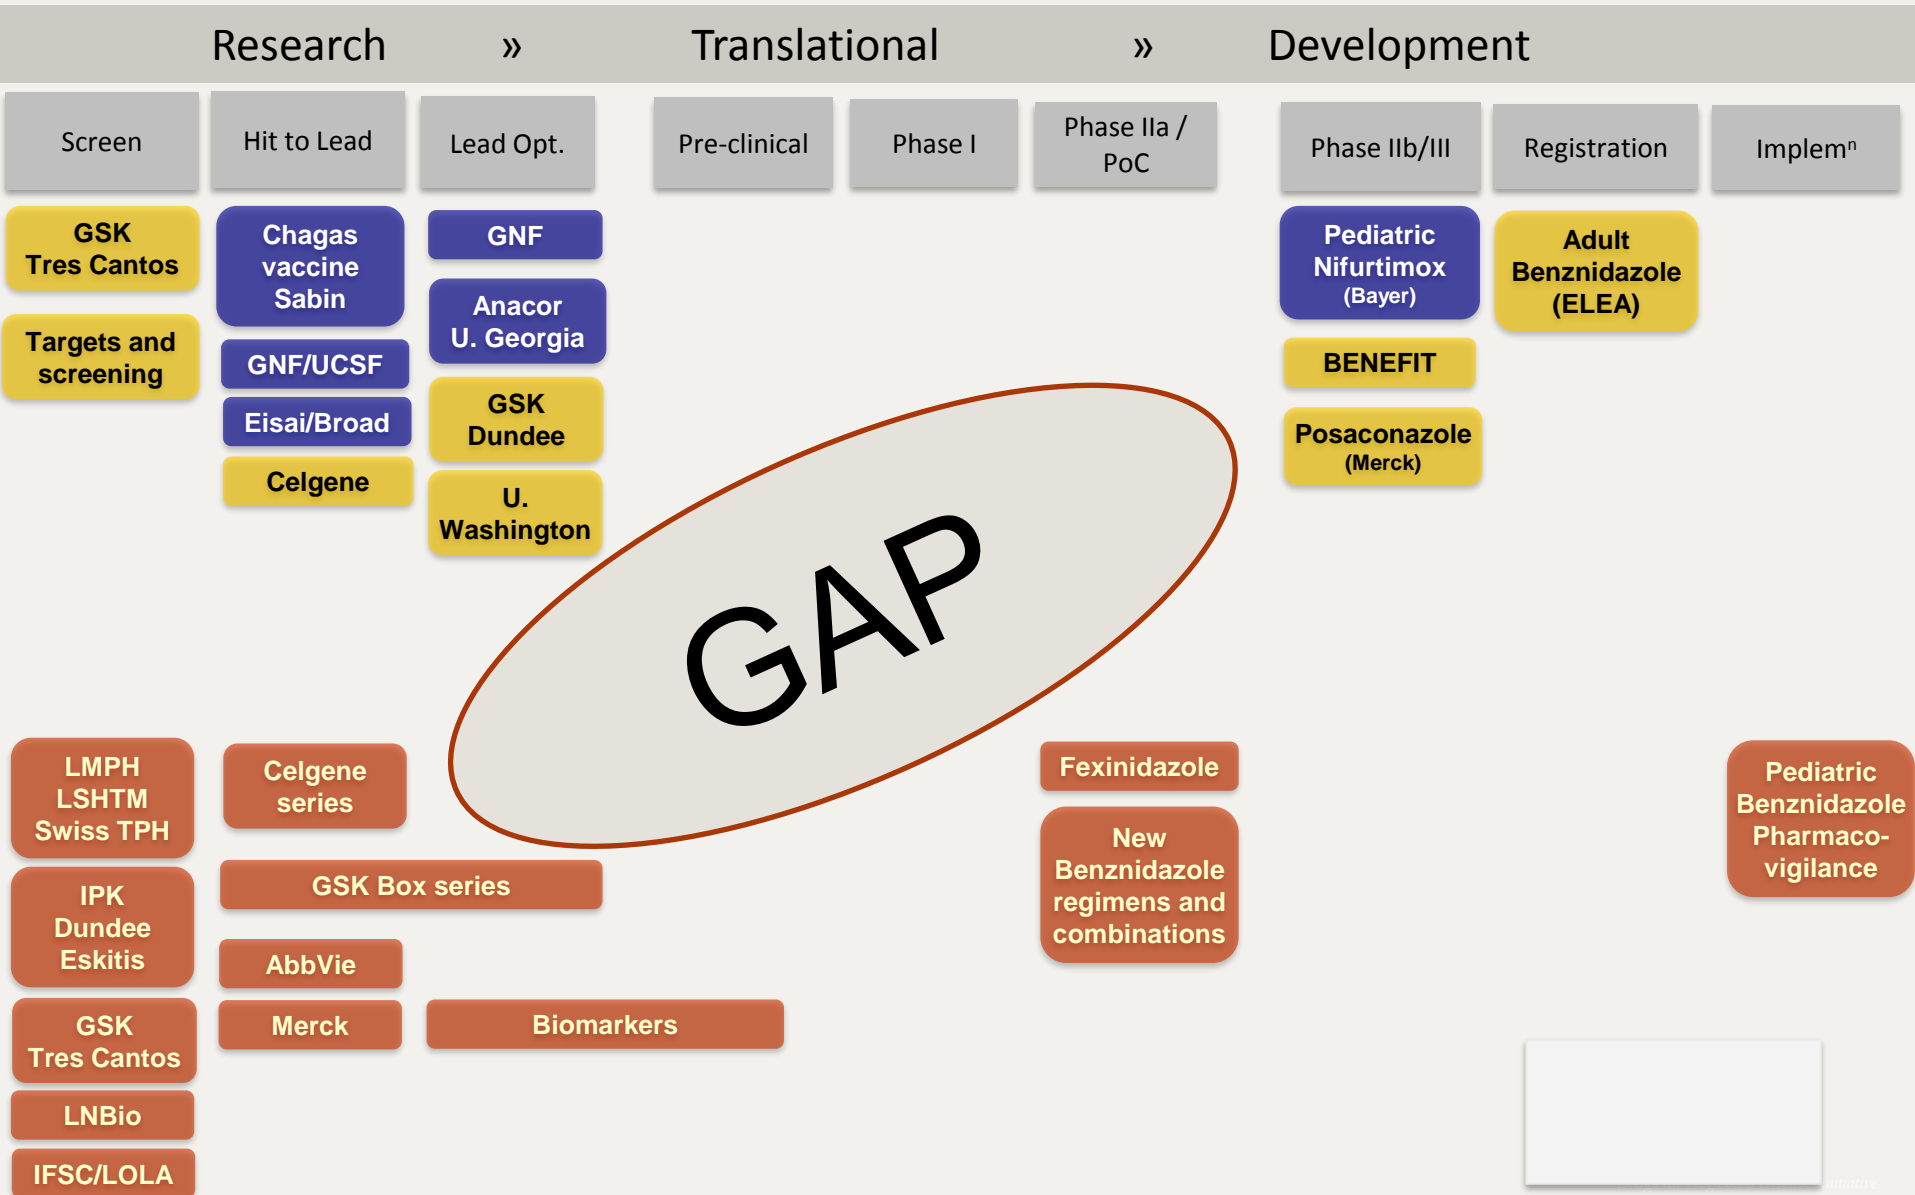 Research » Translational » Development
Screen
Hit to Lead
Lead Opt.
Pre-clinical
Phase I
Phase IIa /
PoC
Phase IIb/III
Registration
Implemⁿ
GSK
Tres Cantos
Targets and
screening
Chagas
vaccine
Sabin
GNF/UCSF
Eisai/Broad
Celgene
GNF
Anacor
U. Georgia
GSK
Dundee
U.
Washington
Pediatric
Nifurtimox
(Bayer)
BENEFIT
Posaconazole
(Merck)
Adult
Benznidazole
(ELEA)
GAP
LMPH
LSHTM
Swiss TPH
IPK
Dundee
Eskitis
GSK
Tres Cantos
LNBio
IFSC/LOLA
Celgene
series
GSK Box series
AbbVie
Merck
Biomarkers
Fexinidazole
New
Benznidazole
regimens and
combinations
Pediatric
Benznidazole
Pharmaco-
vigilance